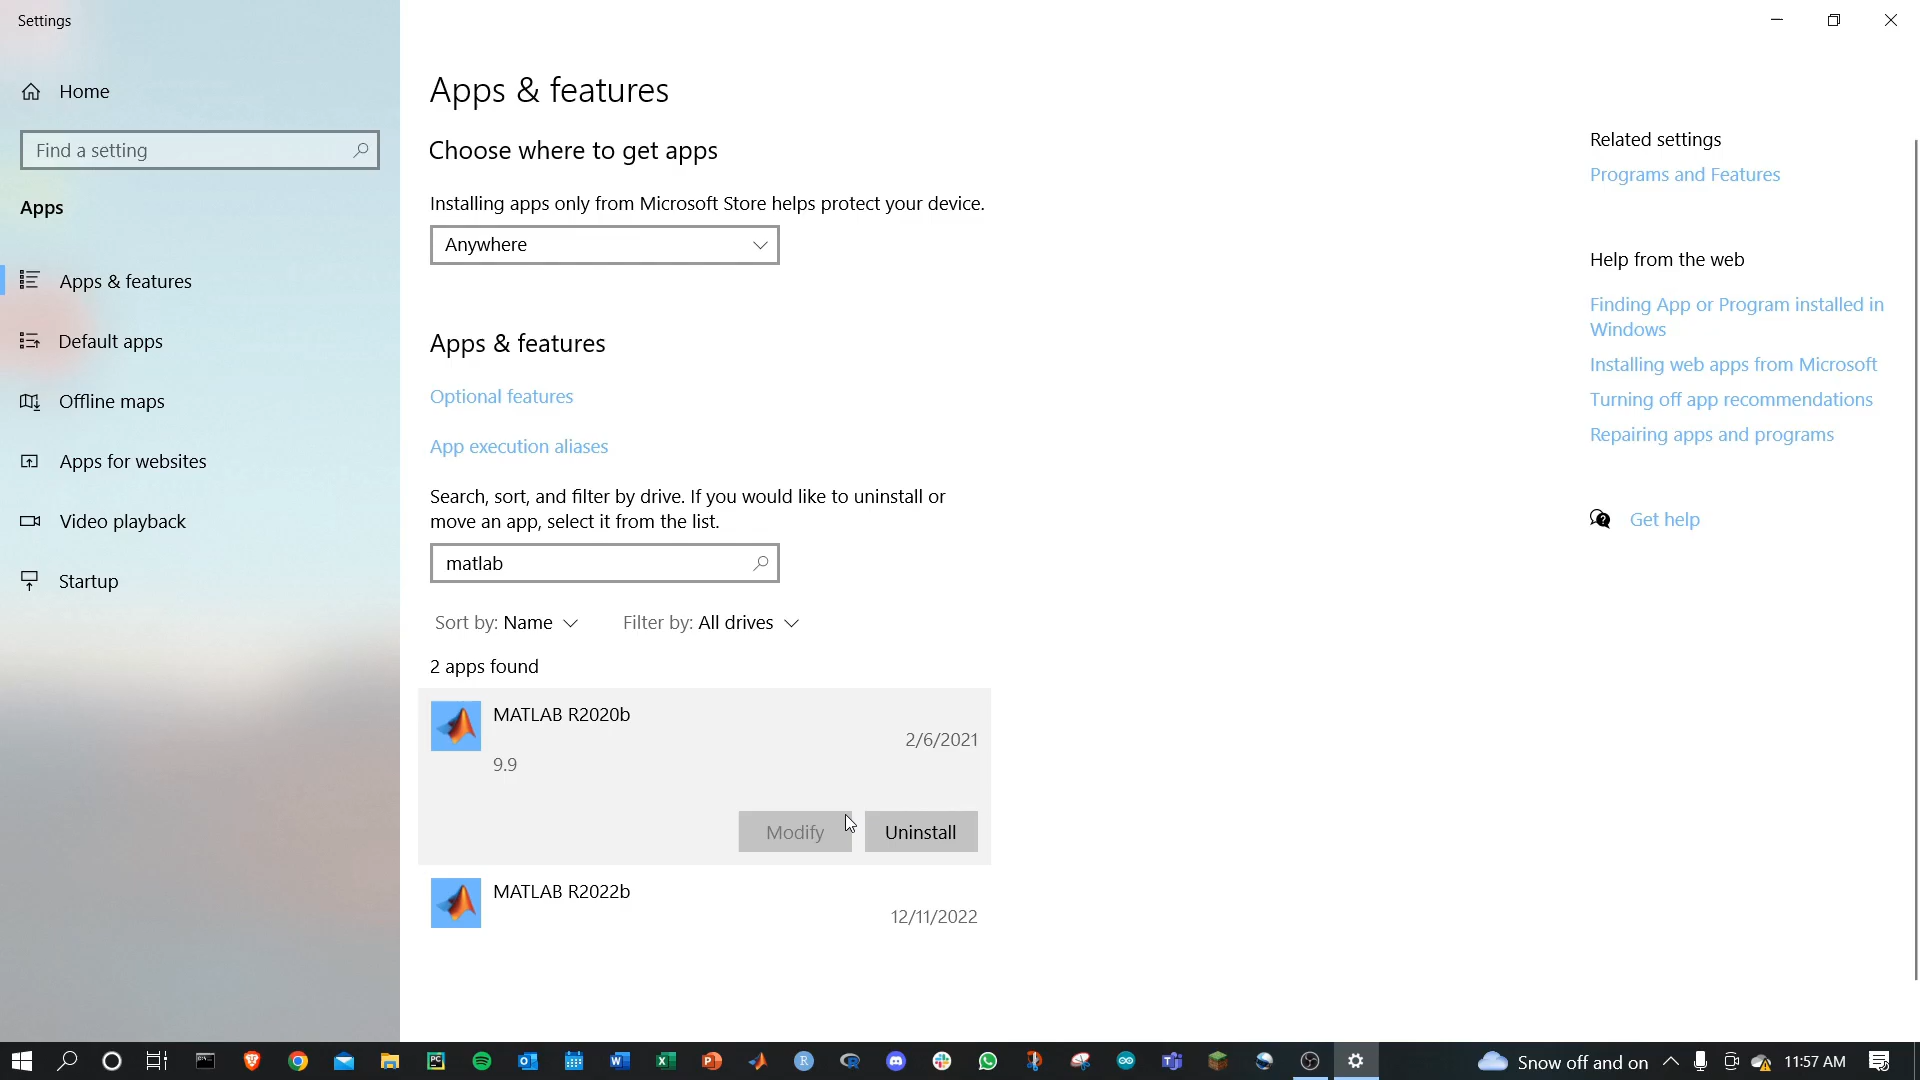 Settings
Home
Find a setting
Apps
Apps & features
Default apps
Offline maps
Apps for websites
Video playback
Startup
Apps & features
Choose where to get apps
Installing apps only from Microsoft Store helps protect your device.
Anywhere
Apps & features
Optional features
App execution aliases
Search, sort, and filter by drive. If you would like to uninstall or
move an app, select it from the list.
matlab
Sort by: Name
Filter by: All drives
2 apps found
MATLAB R2020b
2/6/2021
9.9
Modify
Uninstall
MATLAB R2022b
12/11/2022
Related settings
Programs and Features
Help from the web
Finding App or Program installed in
Windows
Installing web apps from Microsoft
Turning off app recommendations
Repairing apps and programs
Get help
Snow off and on
11:57 AM